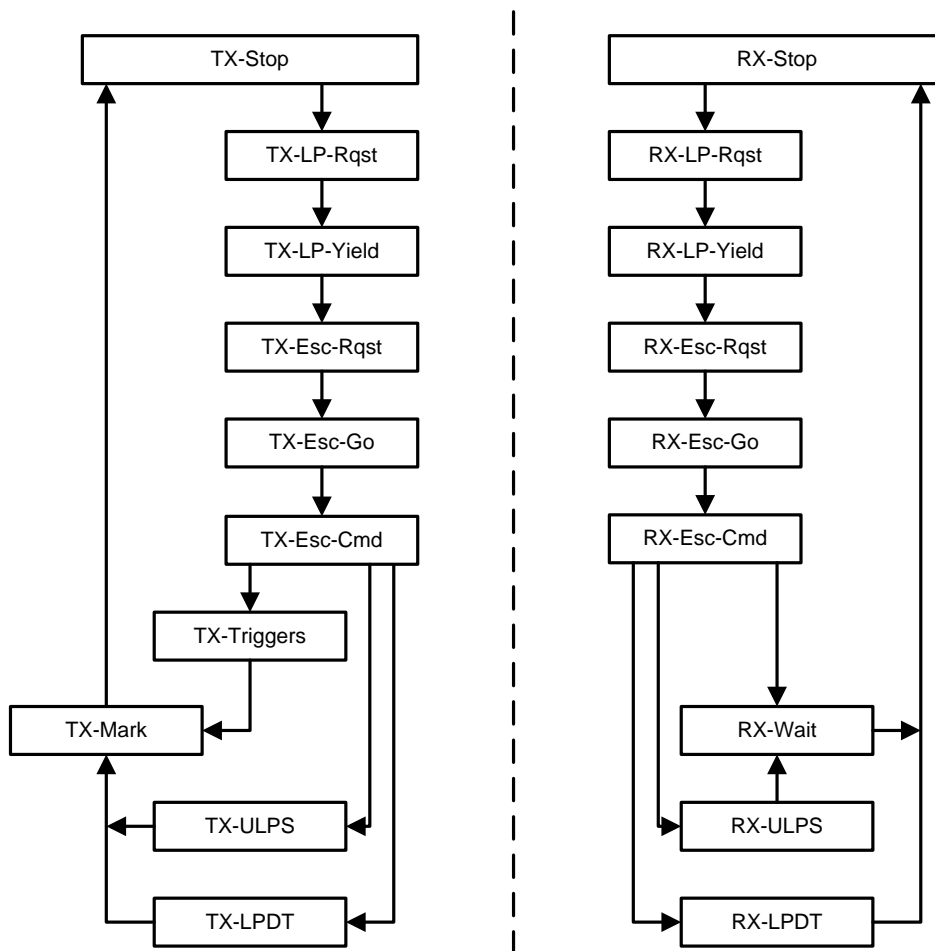 TX-Stop
TX-LP-Rqst
TX-LP-Yield
TX-Esc-Rqst
TX-Esc-Go
TX-Esc-Cmd
TX-Triggers
TX-Mark
TX-ULPS
TX-LPDT
RX-Stop
RX-LP-Rqst
RX-LP-Yield
RX-Esc-Rqst
RX-Esc-Go
RX-Esc-Cmd
RX-Wait
RX-ULPS
RX-LPDT